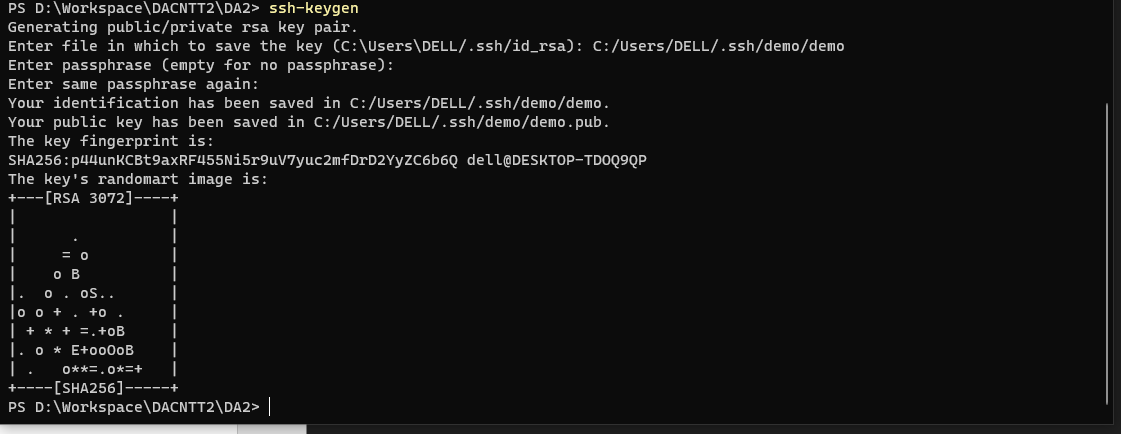 PS D:\Workspace\DACNTT2\DA2> ssh-keygen
Generating public/private rsa key pair.
Enter file in which to save the key (C:\Users\DELL/.ssh/id_rsa): C:/Users/DELL/.ssh/demo/demo
Enter passphrase (empty for no passphrase):
Enter same passphrase again:
Your identification has been saved in C:/Users/DELL/.ssh/demo/demo.
Your public key has been saved in C:/Users/DELL/.ssh/demo/demo.pub.
The key fingerprint is:
SHA256:p44unKCBt9axRF455Ni5r9uV7yuc2mfDrD2YyZC6b6Q dell@DESKTOP-TDOQ9QP
The key's randomart image is:
+---[RSA 3072]----+
|                 |
|      .          |
|     = o         |
|    o B          |
|.  o . oS..      |
|o o + . +o .     |
| + * + =.+oB     |
|. o * E+ooOoB    |
| .   o**=.o*=+   |
+----[SHA256]-----+
PS D:\Workspace\DACNTT2\DA2>